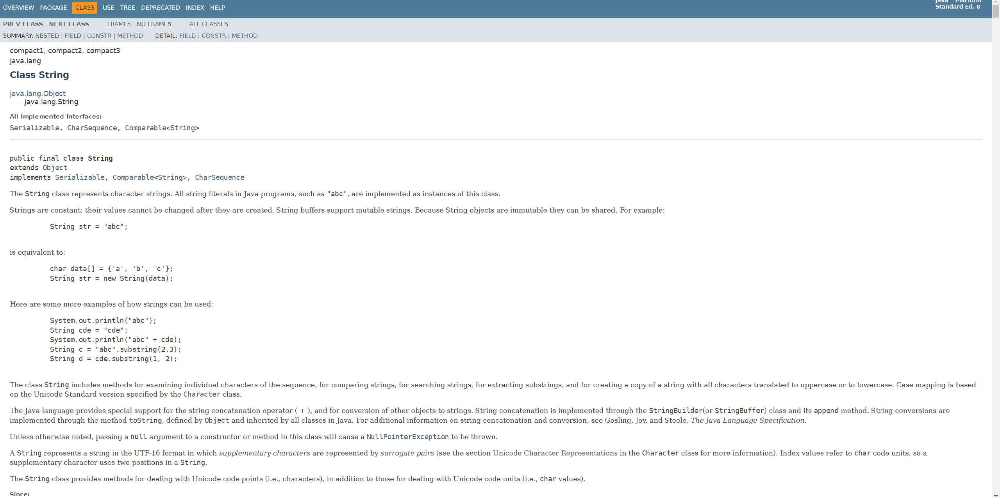 OVERVIEW PACKAGE CLASS USE TREE DEPRECATED INDEX HELP
Java Platform
Standard Ed. 8
PREV CLASS NEXT CLASS FRAMES NO FRAMES ALL CLASSES
SUMMARY: NESTED | FIELD | CONSTR | METHOD DETAIL: FIELD | CONSTR | METHOD
compact1, compact2, compact3
java.lang
Class String
java.lang.Object
java.lang.String
All Implemented Interfaces:
Serializable, CharSequence, Comparable<String>
public final class String
extends Object
implements Serializable, Comparable<String>, CharSequence
The String class represents character strings. All string literals in Java programs, such as "abc", are implemented as instances of this class.
Strings are constant; their values cannot be changed after they are created. String buffers support mutable strings. Because String objects are immutable they can be shared. For example:
String str = "abc";
is equivalent to:
char data[] = {'a', 'b', 'c'};
String str = new String(data);
Here are some more examples of how strings can be used:
System.out.println("abc");
String cde = "cde";
System.out.println("abc" + cde);
String c = "abc".substring(2,3);
String d = cde.substring(1, 2);
The class String includes methods for examining individual characters of the sequence, for comparing strings, for searching strings, for extracting substrings, and for creating a copy of a string with all characters translated to uppercase or to lowercase. Case mapping is based
on the Unicode Standard version specified by the Character class.
The Java language provides special support for the string concatenation operator ( + ), and for conversion of other objects to strings. String concatenation is implemented through the StringBuilder(or StringBuffer) class and its append method. String conversions are
implemented through the method toString, defined by Object and inherited by all classes in Java. For additional information on string concatenation and conversion, see Gosling, Joy, and Steele, The Java Language Specification.
Unless otherwise noted, passing a null argument to a constructor or method in this class will cause a NullPointerException to be thrown.
A String represents a string in the UTF-16 format in which supplementary characters are represented by surrogate pairs (see the section Unicode Character Representations in the Character class for more information). Index values refer to char code units, so a
supplementary character uses two positions in a String.
The String class provides methods for dealing with Unicode code points (i.e., characters), in addition to those for dealing with Unicode code units (i.e., char values).
Since: